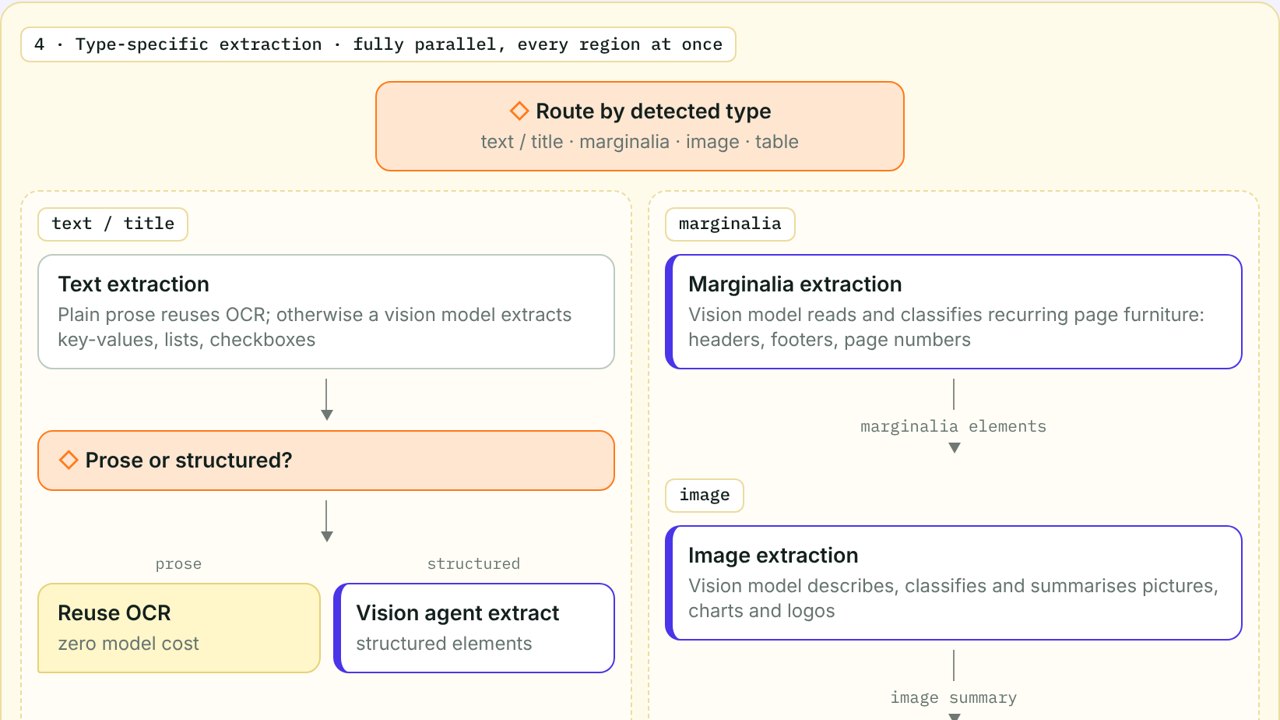 4 · Type-specific extraction · fully parallel, every region at once
Route by detected type
text / title · marginalia · image · table
text / title
Text extraction
Plain prose reuses OCR; otherwise a vision model extracts
key-values, lists, checkboxes
Prose or structured?
prose
structured
Reuse OCR
zero model cost
Vision agent extract
structured elements
marginalia
Marginalia extraction
Vision model reads and classifies recurring page furniture:
headers, footers, page numbers
marginalia elements
image
Image extraction
Vision model describes, classifies and summarises pictures,
charts and logos
image summary